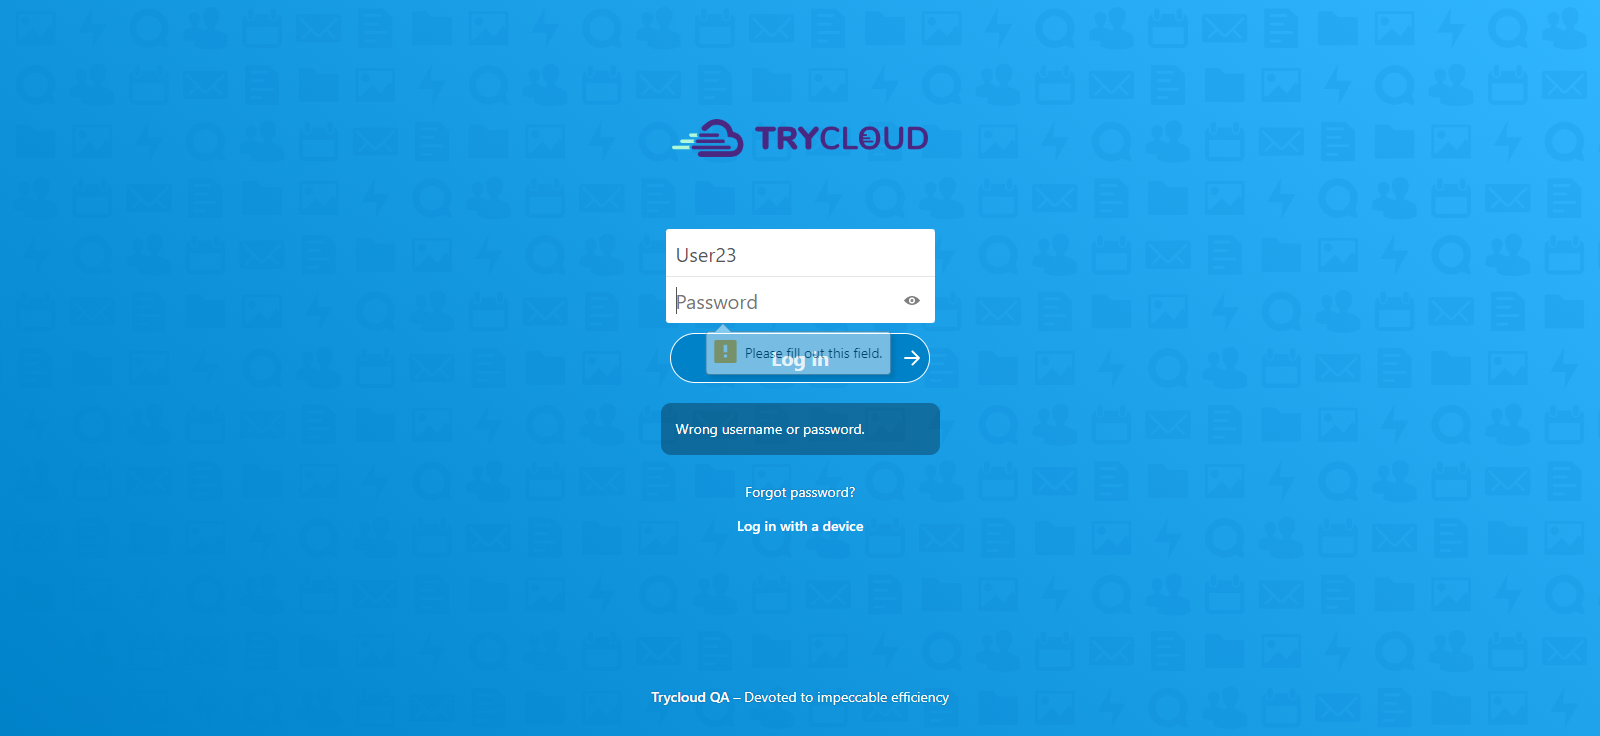 TRYCLOUD
User23
Password
Please fill out this field.
Log in
Wrong username or password.
Forgot password?
Log in with a device
Trycloud QA – Devoted to impeccable efficiency